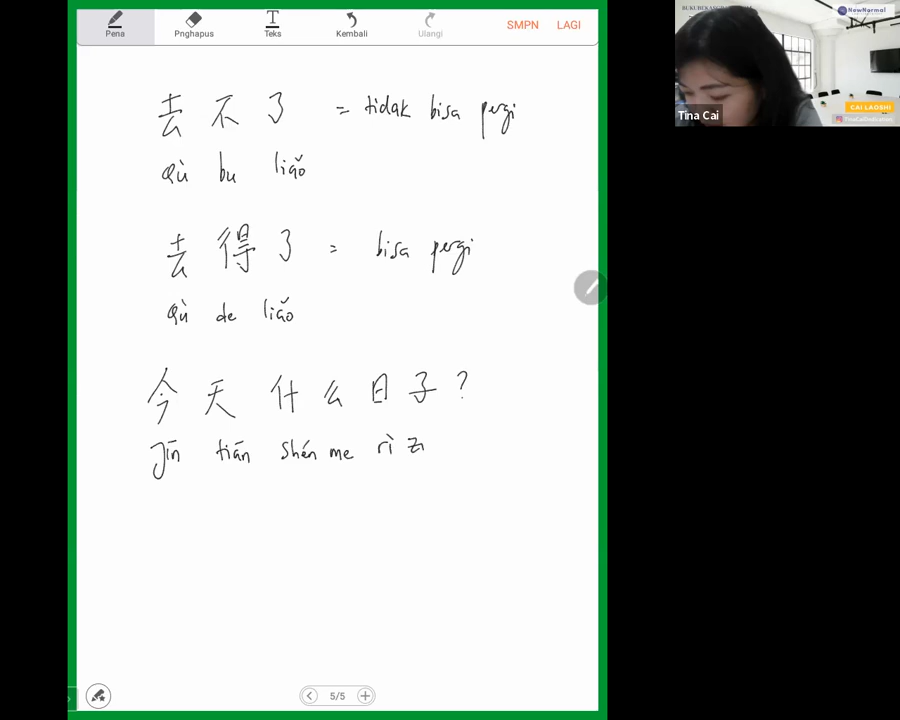 Pena Pnghapus Teks Kembali Ulangi SMPN LAGI
去 不 了 = tidak bisa pergi
qù bu liǎo
去 得 了 = bisa pergi
qù de liǎo
今 天 什 么 日 子 ?
Jīn tiān shén me rì zi
5/5
NewNormal
CAI LAOSHI
Tina Cai